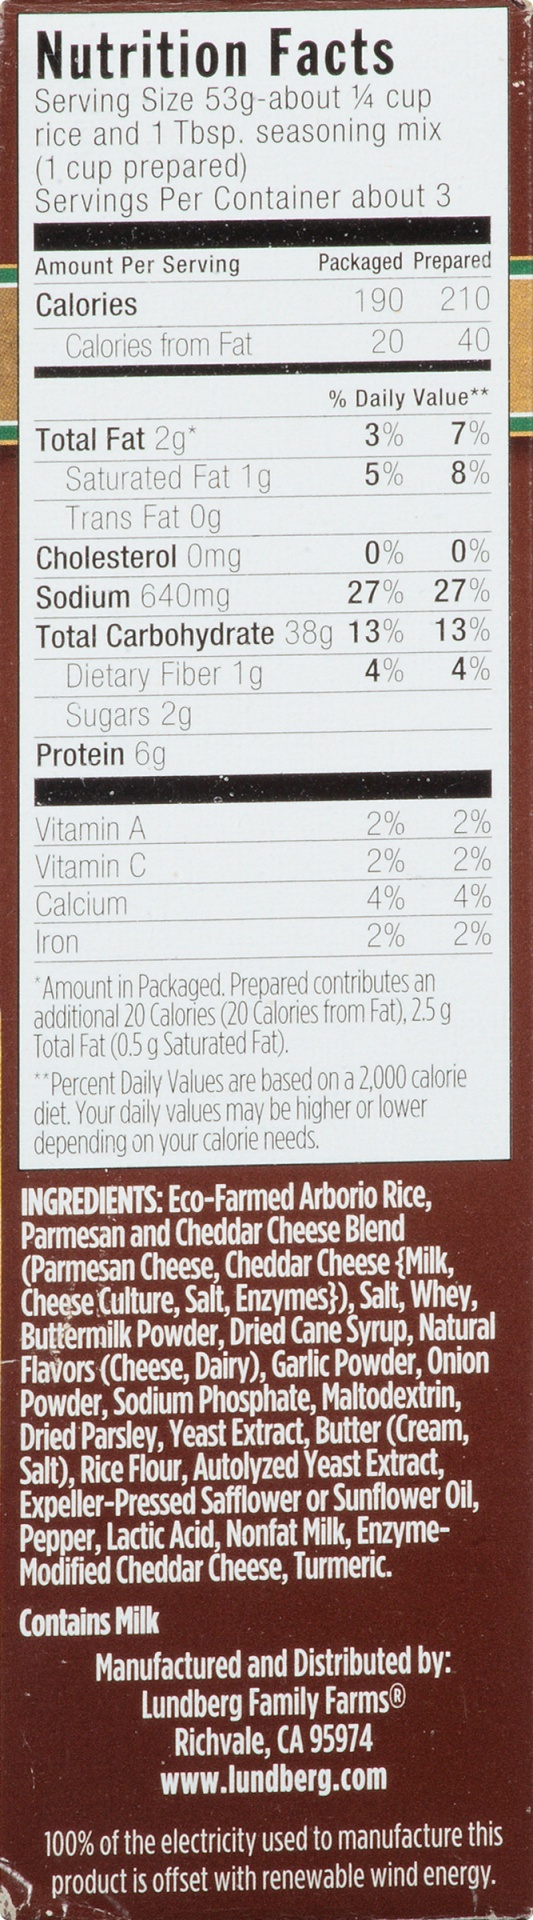 Nutrition Facts
Serving Size 53g-about ¼ cup
rice and 1 Tbsp. seasoning mix
(1 cup prepared)
Servings Per Container about 3
Amount Per Serving Packaged Prepared
Calories 190 210
Calories from Fat 20 40
% Daily Value**
Total Fat 2g* 3% 7%
Saturated Fat 1g 5% 8%
Trans Fat 0g
Cholesterol 0mg 0% 0%
Sodium 640mg 27% 27%
Total Carbohydrate 38g 13% 13%
Dietary Fiber 1g 4% 4%
Sugars 2g
Protein 6g
Vitamin A 2% 2%
Vitamin C 2% 2%
Calcium 4% 4%
Iron 2% 2%
*Amount in Packaged. Prepared contributes an
additional 20 Calories (20 Calories from Fat), 2.5 g
Total Fat (0.5 g Saturated Fat).
**Percent Daily Values are based on a 2,000 calorie
diet. Your daily values may be higher or lower
depending on your calorie needs.
INGREDIENTS: Eco-Farmed Arborio Rice,
Parmesan and Cheddar Cheese Blend
(Parmesan Cheese, Cheddar Cheese {Milk,
Cheese Culture, Salt, Enzymes}), Salt, Whey,
Buttermilk Powder, Dried Cane Syrup, Natural
Flavors (Cheese, Dairy), Garlic Powder, Onion
Powder, Sodium Phosphate, Maltodextrin,
Dried Parsley, Yeast Extract, Butter (Cream,
Salt), Rice Flour, Autolyzed Yeast Extract,
Expeller-Pressed Safflower or Sunflower Oil,
Pepper, Lactic Acid, Nonfat Milk, Enzyme-
Modified Cheddar Cheese, Turmeric.
Contains Milk
Manufactured and Distributed by:
Lundberg Family Farms®
Richvale, CA 95974
www.lundberg.com
100% of the electricity used to manufacture this
product is offset with renewable wind energy.